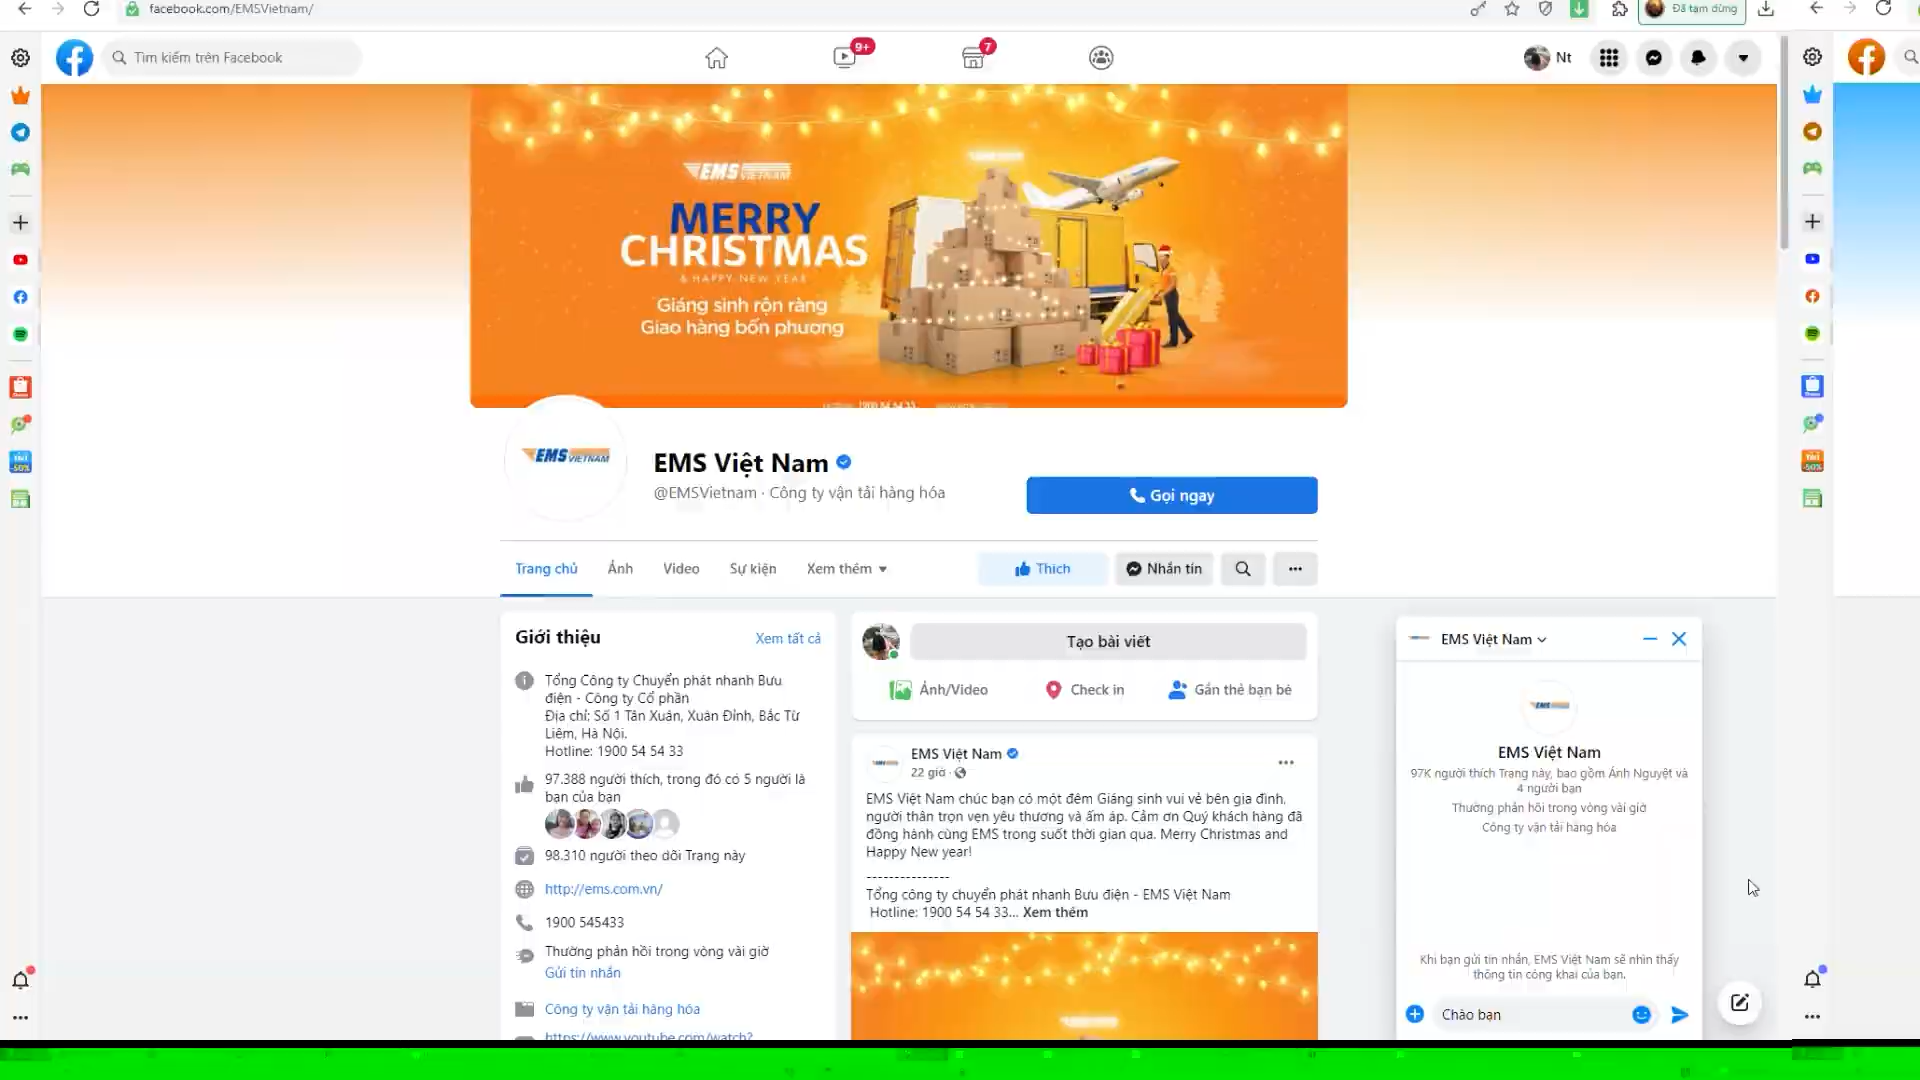 facebook.com/EMSVietnam/
Đã tạm dừng
Tìm kiếm trên Facebook
9+
7
Nt
EMS VIETNAM
MERRY
CHRISTMAS
& HAPPY NEW YEAR
Giáng sinh rộn ràng
Giao hàng bốn phương
1900 54 54 33
EMS VIETNAM
EMS Việt Nam
@EMSVietnam · Công ty vận tải hàng hóa
Gọi ngay
Trang chủ
Ảnh
Video
Sự kiện
Xem thêm
Thích
Nhắn tin
Giới thiệu
Xem tất cả
Tổng Công ty Chuyển phát nhanh Bưu
điện - Công ty Cổ phần
Địa chỉ: Số 1 Tân Xuân, Xuân Đỉnh, Bắc Từ
Liêm, Hà Nội.
Hotline: 1900 54 54 33
97.388 người thích, trong đó có 5 người là
bạn của bạn
98.310 người theo dõi Trang này
http://ems.com.vn/
1900 545433
Thường phản hồi trong vòng vài giờ
Gửi tin nhắn
Công ty vận tải hàng hóa
https://www.youtube.com/watch?
Tạo bài viết
Ảnh/Video
Check in
Gắn thẻ bạn bè
EMS Việt Nam
22 giờ ·
EMS Việt Nam chúc bạn có một đêm Giáng sinh vui vẻ bên gia đình,
người thân trọn vẹn yêu thương và ấm áp. Cảm ơn Quý khách hàng đã
đồng hành cùng EMS trong suốt thời gian qua. Merry Christmas and
Happy New year!
---------------
Tổng công ty chuyển phát nhanh Bưu điện - EMS Việt Nam
Hotline: 1900 54 54 33... Xem thêm
EMS Việt Nam
EMS
EMS Việt Nam
97K người thích Trang này, bao gồm Ánh Nguyệt và
4 người bạn
Thường phản hồi trong vòng vài giờ
Công ty vận tải hàng hóa
Khi bạn gửi tin nhắn, EMS Việt Nam sẽ nhìn thấy
thông tin công khai của bạn.
Chào bạn